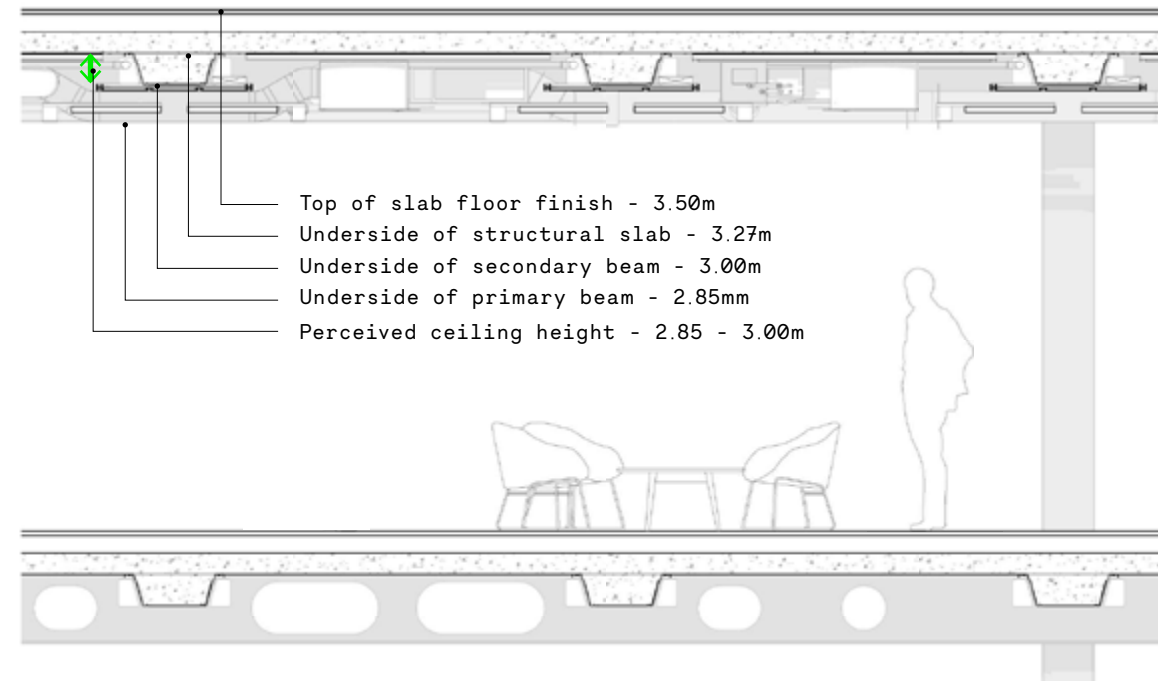 Top of slab floor finish - 3.50m
Underside of structural slab - 3.27m
Underside of secondary beam - 3.00m
Underside of primary beam - 2.85mm
Perceived ceiling height - 2.85 - 3.00m